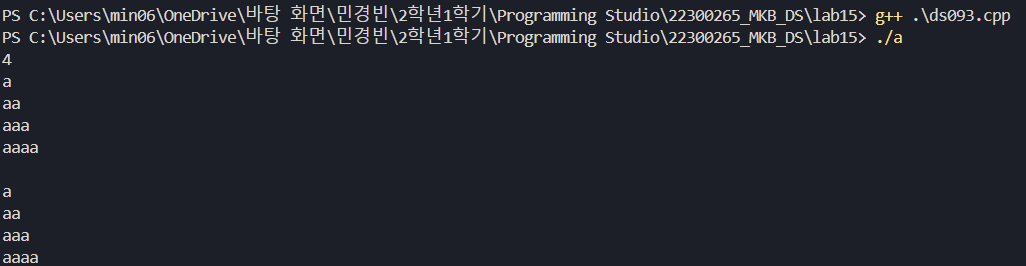 PS C:\Users\min06\OneDrive\바탕 화면\민경빈\2학년1학기\Programming Studio\22300265_MKB_DS\lab15> g++ .\ds093.cpp
PS C:\Users\min06\OneDrive\바탕 화면\민경빈\2학년1학기\Programming Studio\22300265_MKB_DS\lab15> ./a
4
a
aa
aaa
aaaa

a
aa
aaa
aaaa